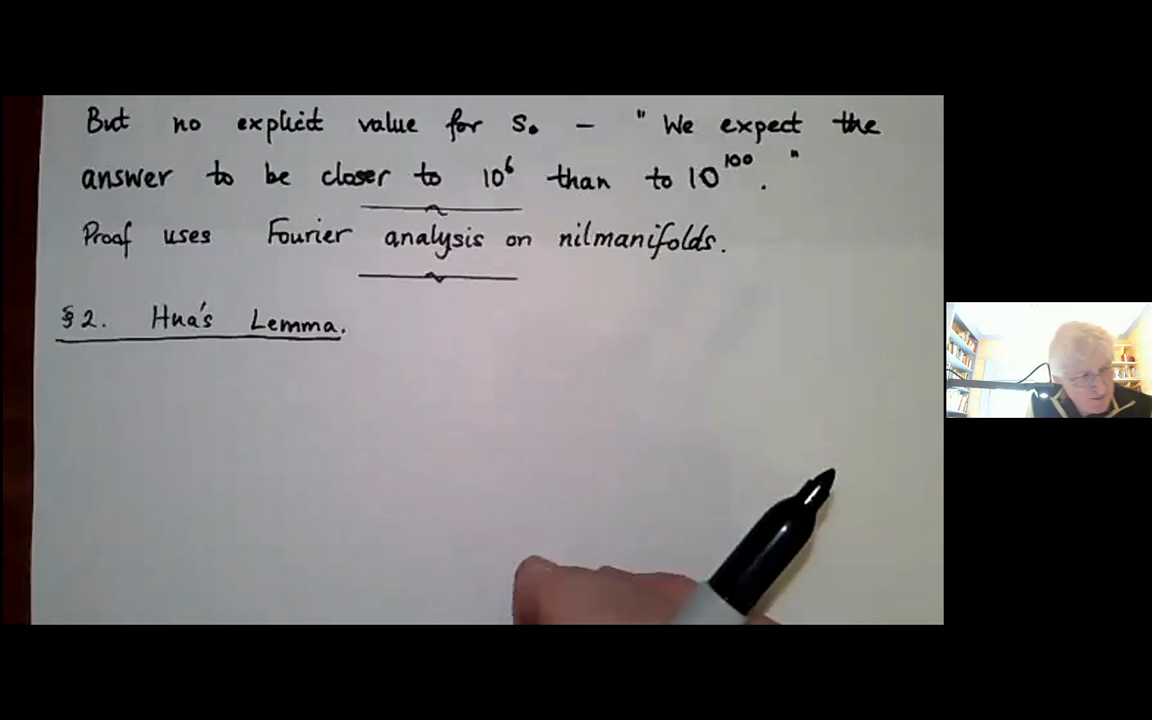 But no explicit value for s₀ – "We expect the
answer to be closer to 10⁶ than to 10¹⁰⁰."
Proof uses Fourier analysis on nilmanifolds.
§2. Hua's Lemma.